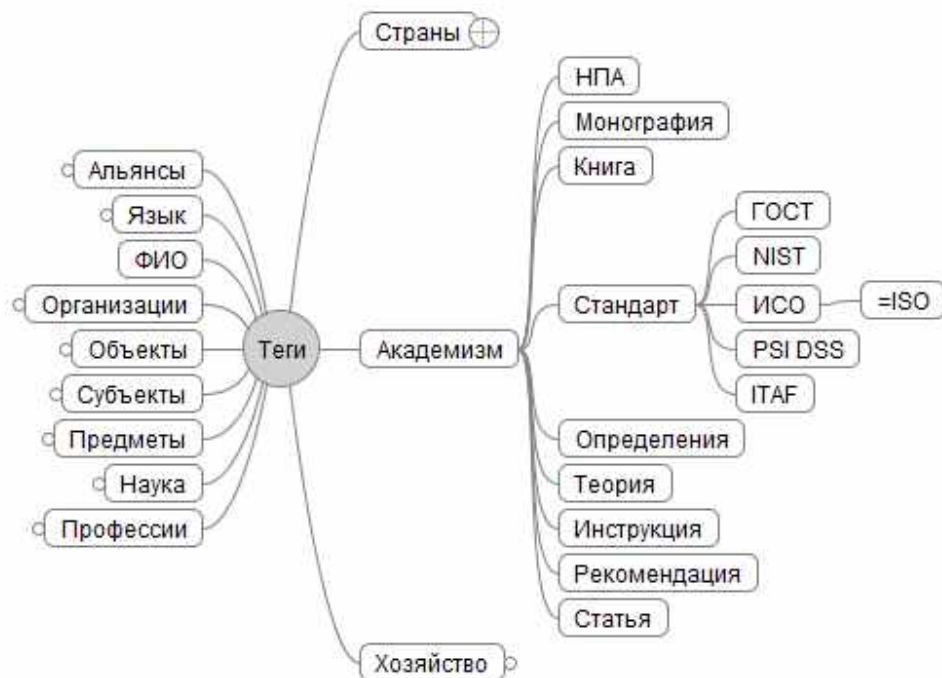 Страны
НПА
Монография
Книга
Альянсы
Язык
ФИО
Организации
Объекты
Субъекты
Предметы
Наука
Профессии
Теги
Академизм
Стандарт
ГОСТ
NIST
ИСО
=ISO
PSI DSS
ITAF
Определения
Теория
Инструкция
Рекомендация
Статья
Хозяйство